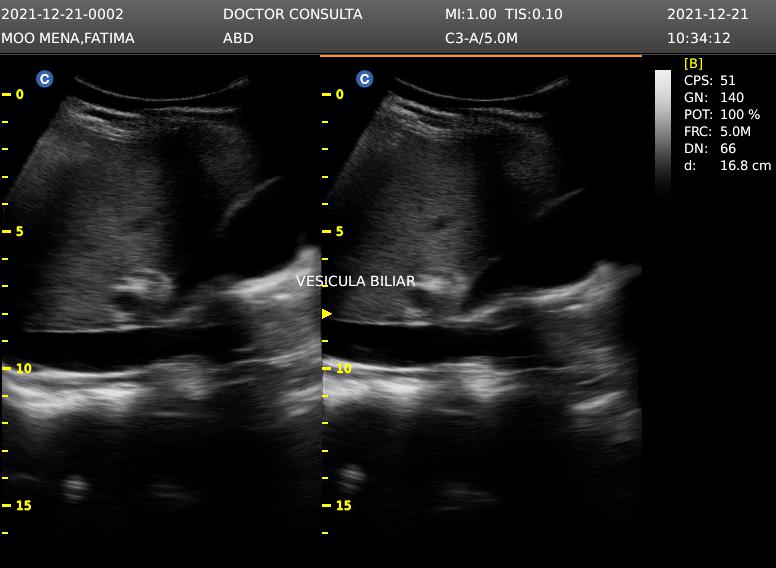 2021-12-21-0002 DOCTOR CONSULTA MI:1.00 TIS:0.10 2021-12-21
MOO MENA,FATIMA ABD C3-A/5.0M 10:34:12
C C
[B]
CPS: 51
GN: 140
POT: 100 %
FRC: 5.0M
DN: 66
d: 16.8 cm
0 0
5 5
VESICULA BILIAR
10 10
15 15